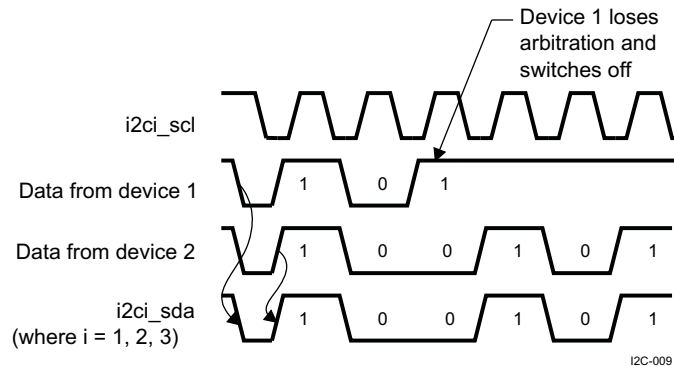 Device 1 loses
arbitration and
switches off
i2ci_scl
Data from device 1
1 0 1
Data from device 2
1 0 0 1 0 1
i2ci_sda
(where i = 1, 2, 3)
1 0 0 1 0 1
I2C-009